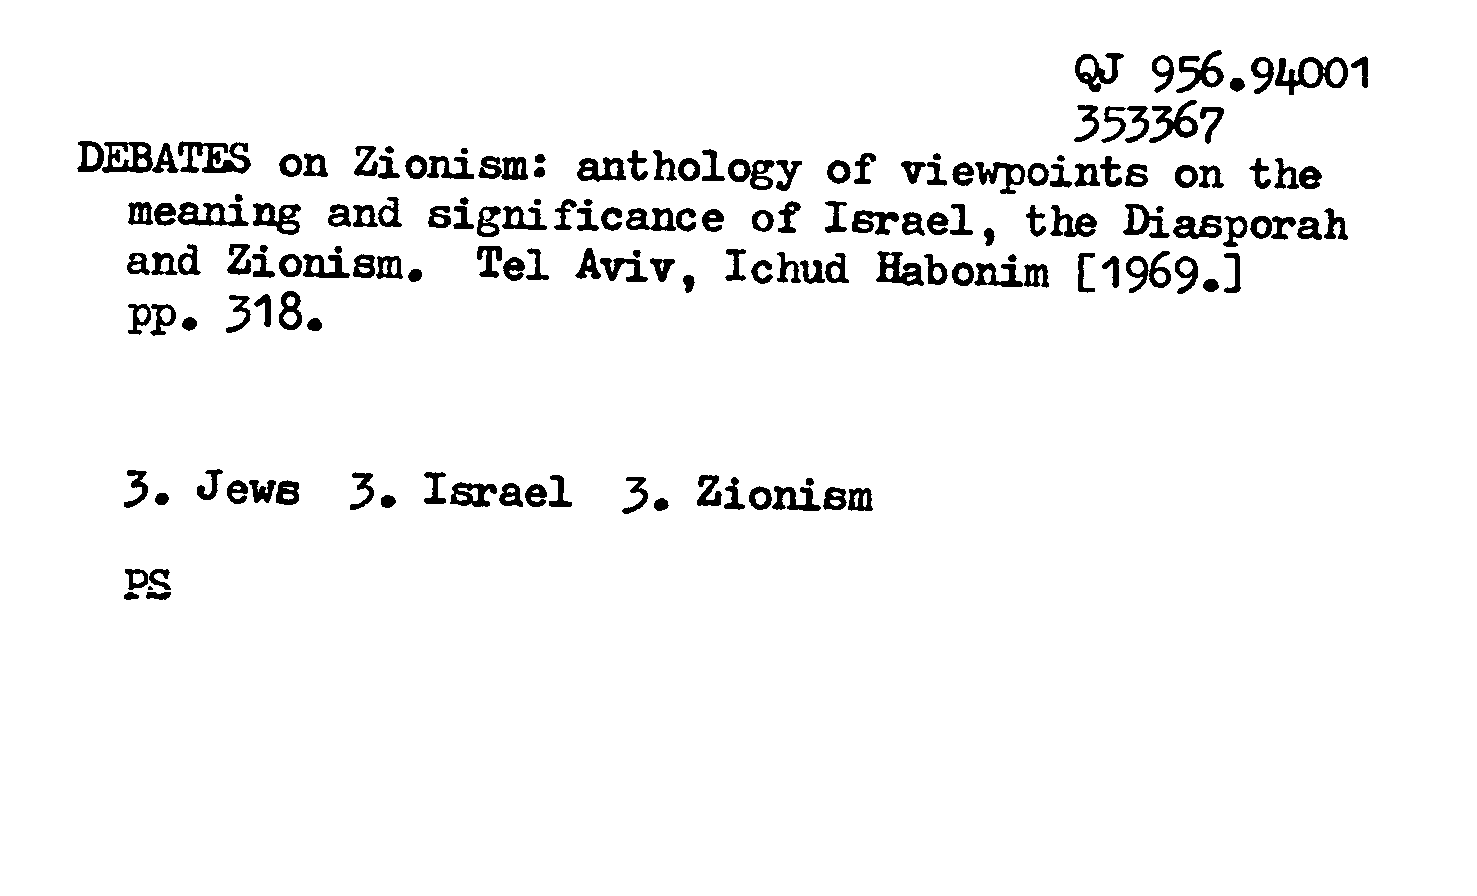 QJ 956.94001
353367
DEBATES on Zionism: anthology of viewpoints on the
meaning and significance of Israel, the Diasporah
and Zionism. Tel Aviv, Ichud Habonim [1969.]
pp. 318.
3. Jews 3. Israel 3. Zionism
PS